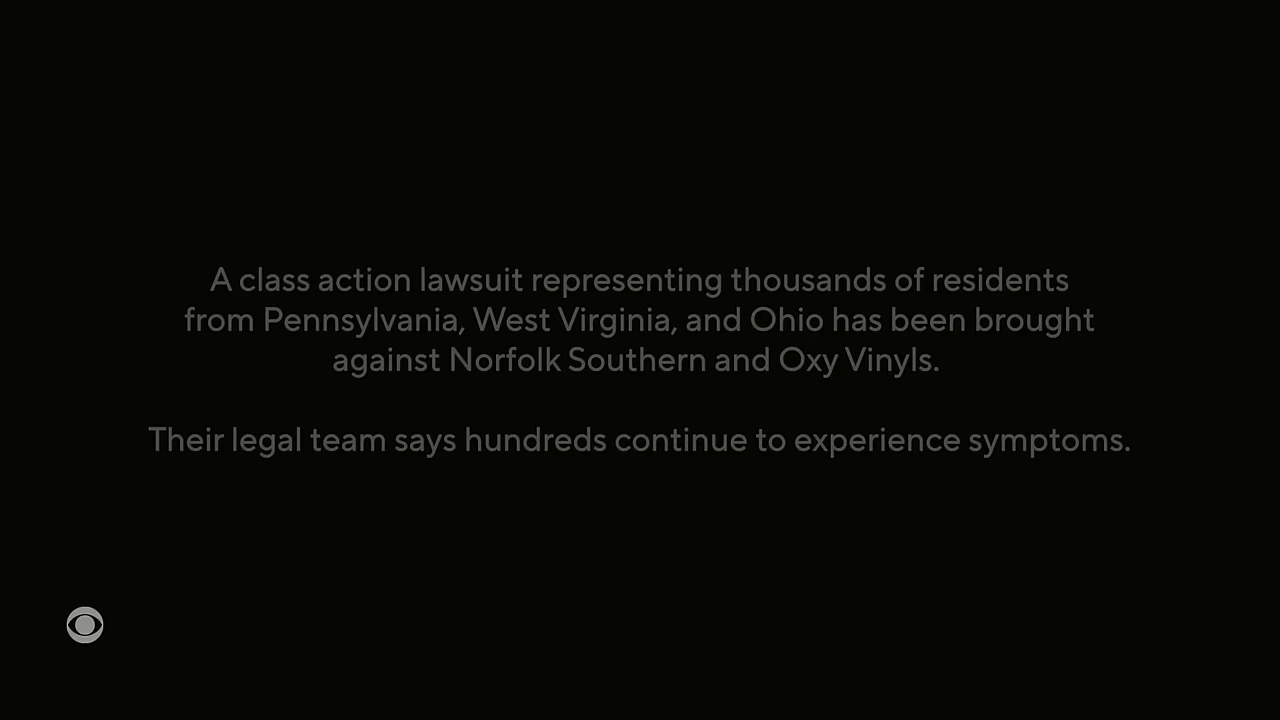 A class action lawsuit representing thousands of residents
from Pennsylvania, West Virginia, and Ohio has been brought
against Norfolk Southern and Oxy Vinyls.
Their legal team says hundreds continue to experience symptoms.